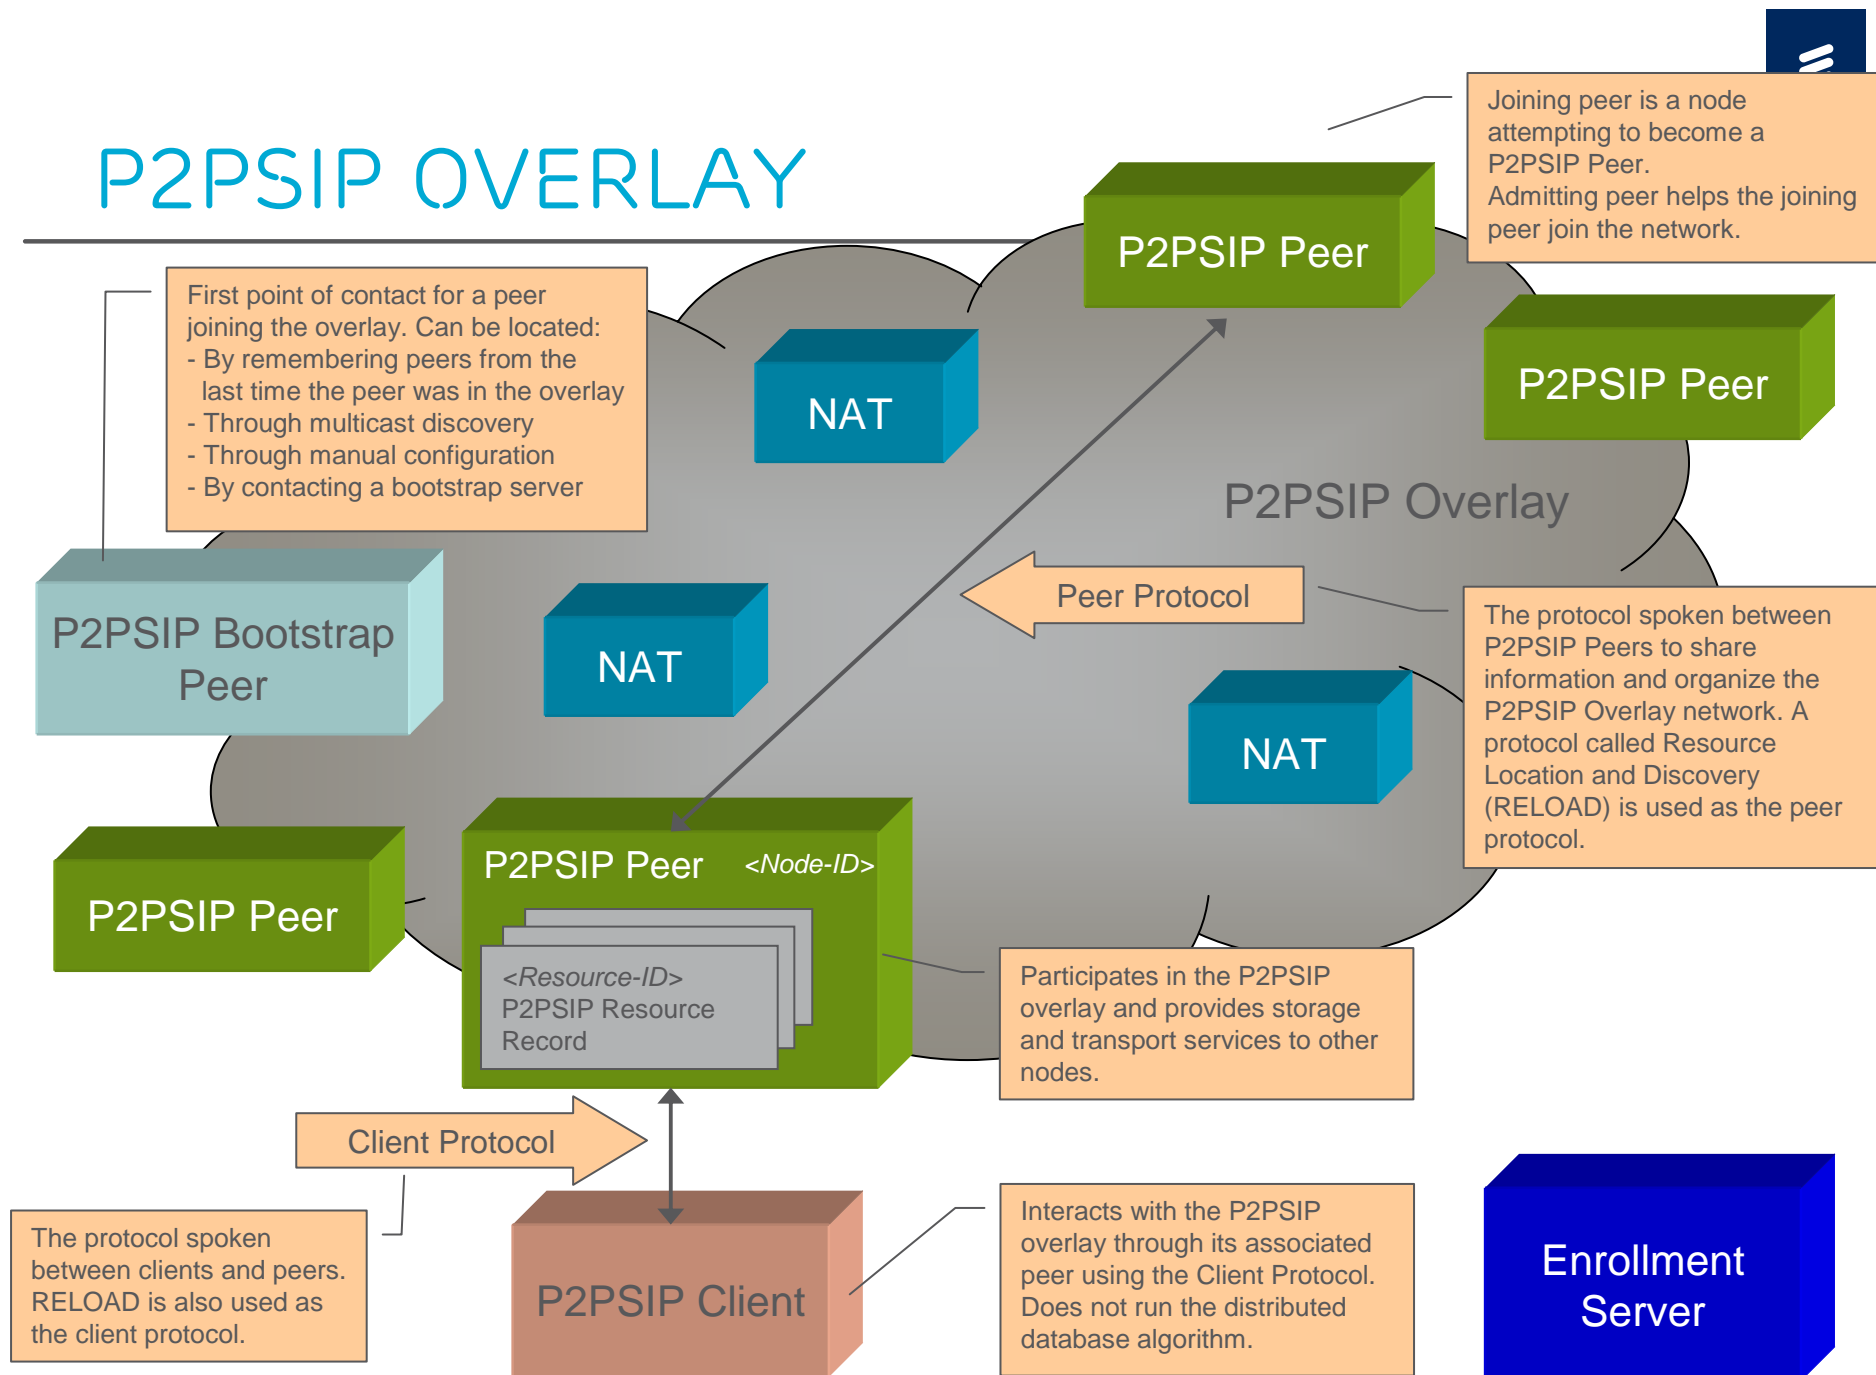 P2PSIP OVERLAY
Joining peer is a node
attempting to become a
P2PSIP Peer.
Admitting peer helps the joining
peer join the network.
P2PSIP Peer
First point of contact for a peer
joining the overlay. Can be located:
- By remembering peers from the
last time the peer was in the overlay
- Through multicast discovery
- Through manual configuration
- By contacting a bootstrap server
NAT
P2PSIP Peer
P2PSIP Overlay
P2PSIP Bootstrap
Peer
NAT
Peer Protocol
The protocol spoken between
P2PSIP Peers to share
information and organize the
P2PSIP Overlay network. A
protocol called Resource
Location and Discovery
(RELOAD) is used as the peer
protocol.
NAT
P2PSIP Peer
P2PSIP Peer <Node-ID>
<Resource-ID>
P2PSIP Resource
Record
Participates in the P2PSIP
overlay and provides storage
and transport services to other
nodes.
Client Protocol
The protocol spoken
between clients and peers.
RELOAD is also used as
the client protocol.
P2PSIP Client
Interacts with the P2PSIP
overlay through its associated
peer using the Client Protocol.
Does not run the distributed
database algorithm.
Enrollment
Server